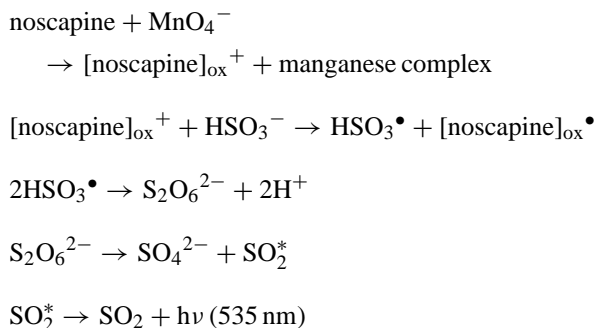 noscapine + MnO₄⁻
→ [noscapine]ₒₓ⁺ + manganese complex
[noscapine]ₒₓ⁺ + HSO₃⁻ → HSO₃• + [noscapine]ₒₓ•
2HSO₃• → S₂O₆²⁻ + 2H⁺
S₂O₆²⁻ → SO₄²⁻ + SO₂*
SO₂* → SO₂ + hν (535 nm)